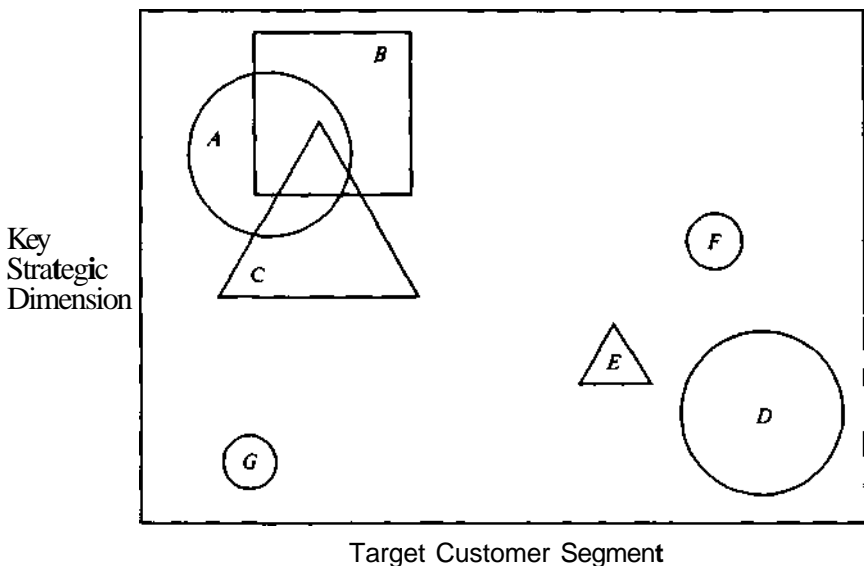 B
A
Key
Strategic
Dimension
C
F
E
D
G
Target Customer Segment